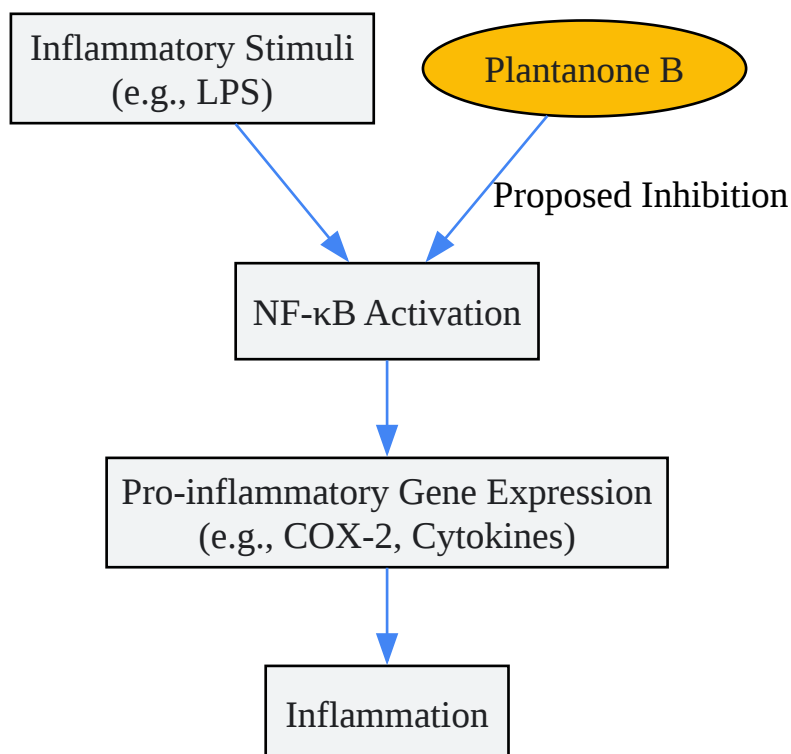 Inflammatory Stimuli
(e.g., LPS)
Plantanone B
Proposed Inhibition
NF-κB Activation
Pro-inflammatory Gene Expression
(e.g., COX-2, Cytokines)
Inflammation